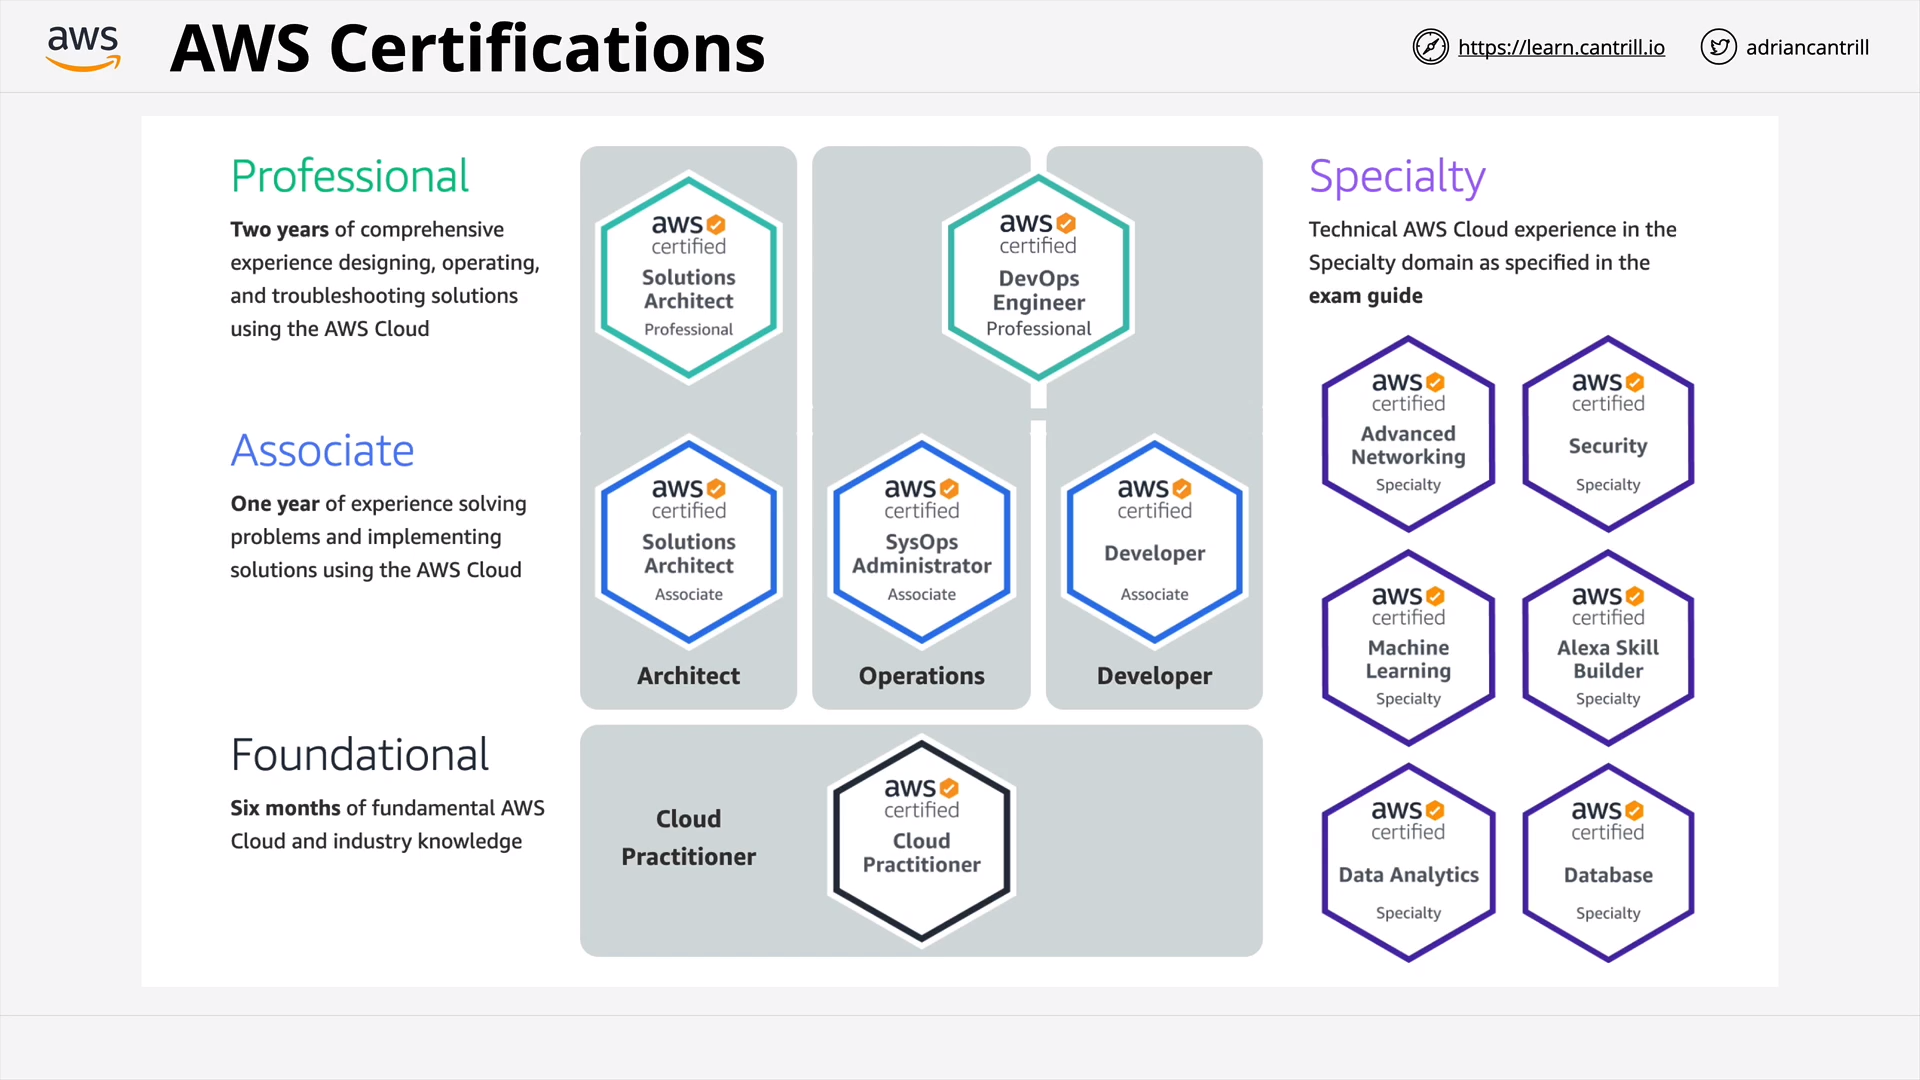 aws
AWS Certifications
https://learn.cantrill.io
adriancantrill
Professional
Two years of comprehensive
experience designing, operating,
and troubleshooting solutions
using the AWS Cloud
aws
certified
Solutions
Architect
Professional
aws
certified
DevOps
Engineer
Professional
Associate
One year of experience solving
problems and implementing
solutions using the AWS Cloud
aws
certified
Solutions
Architect
Associate
Architect
aws
certified
SysOps
Administrator
Associate
Operations
aws
certified
Developer
Associate
Developer
Foundational
Six months of fundamental AWS
Cloud and industry knowledge
Cloud
Practitioner
aws
certified
Cloud
Practitioner
Specialty
Technical AWS Cloud experience in the
Specialty domain as specified in the
exam guide
aws
certified
Advanced
Networking
Specialty
aws
certified
Security
Specialty
aws
certified
Machine
Learning
Specialty
aws
certified
Alexa Skill
Builder
Specialty
aws
certified
Data Analytics
Specialty
aws
certified
Database
Specialty